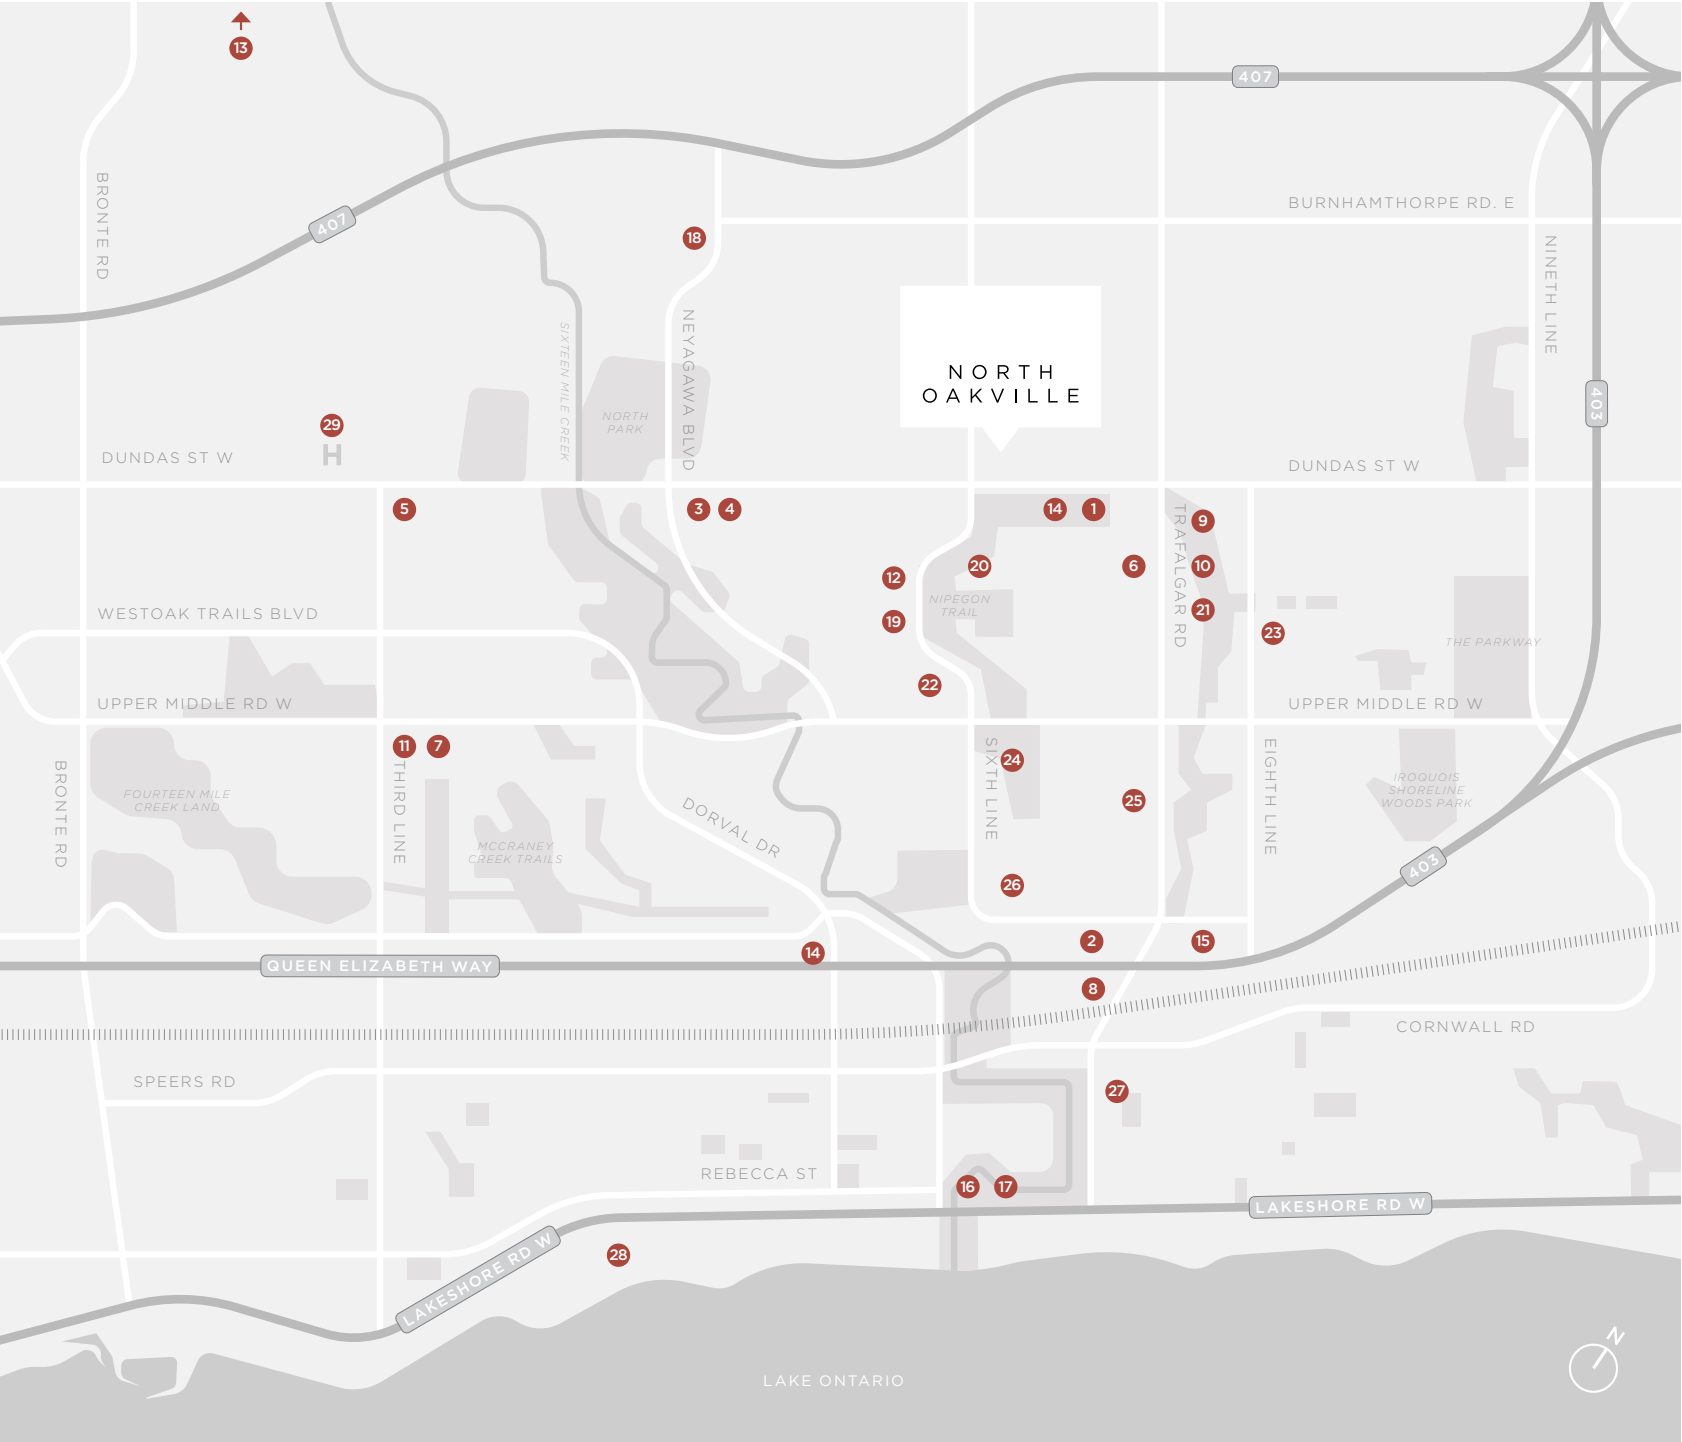 13
407
BRONTE RD
BURNHAMTHORPE RD. E
407
18
NINETH LINE
SIXTEEN MILE CREEK
NEYAGAWA BLVD
NORTH
OAKVILLE
403
29
H
NORTH
PARK
DUNDAS ST W
DUNDAS ST W
5
3
4
14
1
9
TRAFALGAR RD
12
20
6
10
NIPEGON
TRAIL
21
WESTOAK TRAILS BLVD
19
23
THE PARKWAY
22
UPPER MIDDLE RD W
UPPER MIDDLE RD W
11
7
BRONTE RD
THIRD LINE
SIXTH LINE
24
EIGHTH LINE
FOURTEEN MILE
CREEK LAND
DORVAL DR
25
IROQUOIS
SHORELINE
WOODS PARK
MCCRANEY
CREEK TRAILS
403
26
14
2
15
QUEEN ELIZABETH WAY
8
CORNWALL RD
SPEERS RD
27
REBECCA ST
16
17
LAKESHORE RD W
28
LAKESHORE RD W
N
LAKE ONTARIO